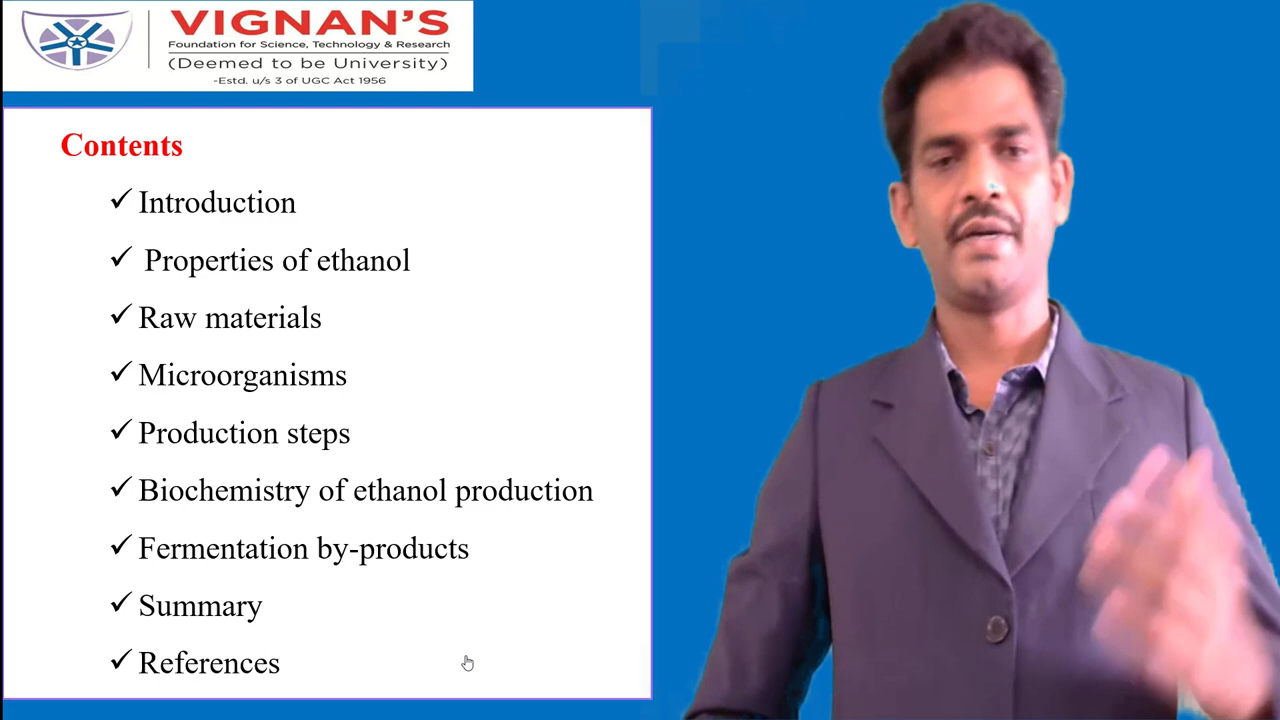 VIGNAN'S
Foundation for Science, Technology & Research
(Deemed to be University)
-Estd. u/s 3 of UGC Act 1956
Contents
✓ Introduction
✓ Properties of ethanol
✓ Raw materials
✓ Microorganisms
✓ Production steps
✓ Biochemistry of ethanol production
✓ Fermentation by-products
✓ Summary
✓ References